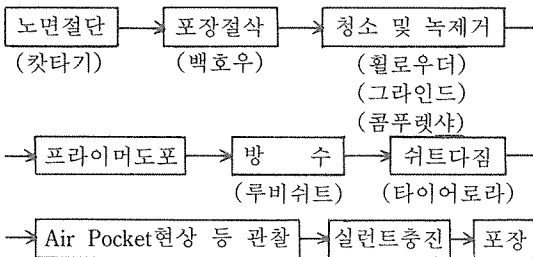 노면절단 → 포장절삭 → 청소 및 녹제거
(캇타기) (백호우) (휠로우더)
(그라인드)
(콤푸렛샤)
→ 프라이머도포 → 방 수 → 쉬트다짐
(루비쉬트) (타이어로라)
→ Air Pocket현상 등 관찰 → 실런트충진 → 포장